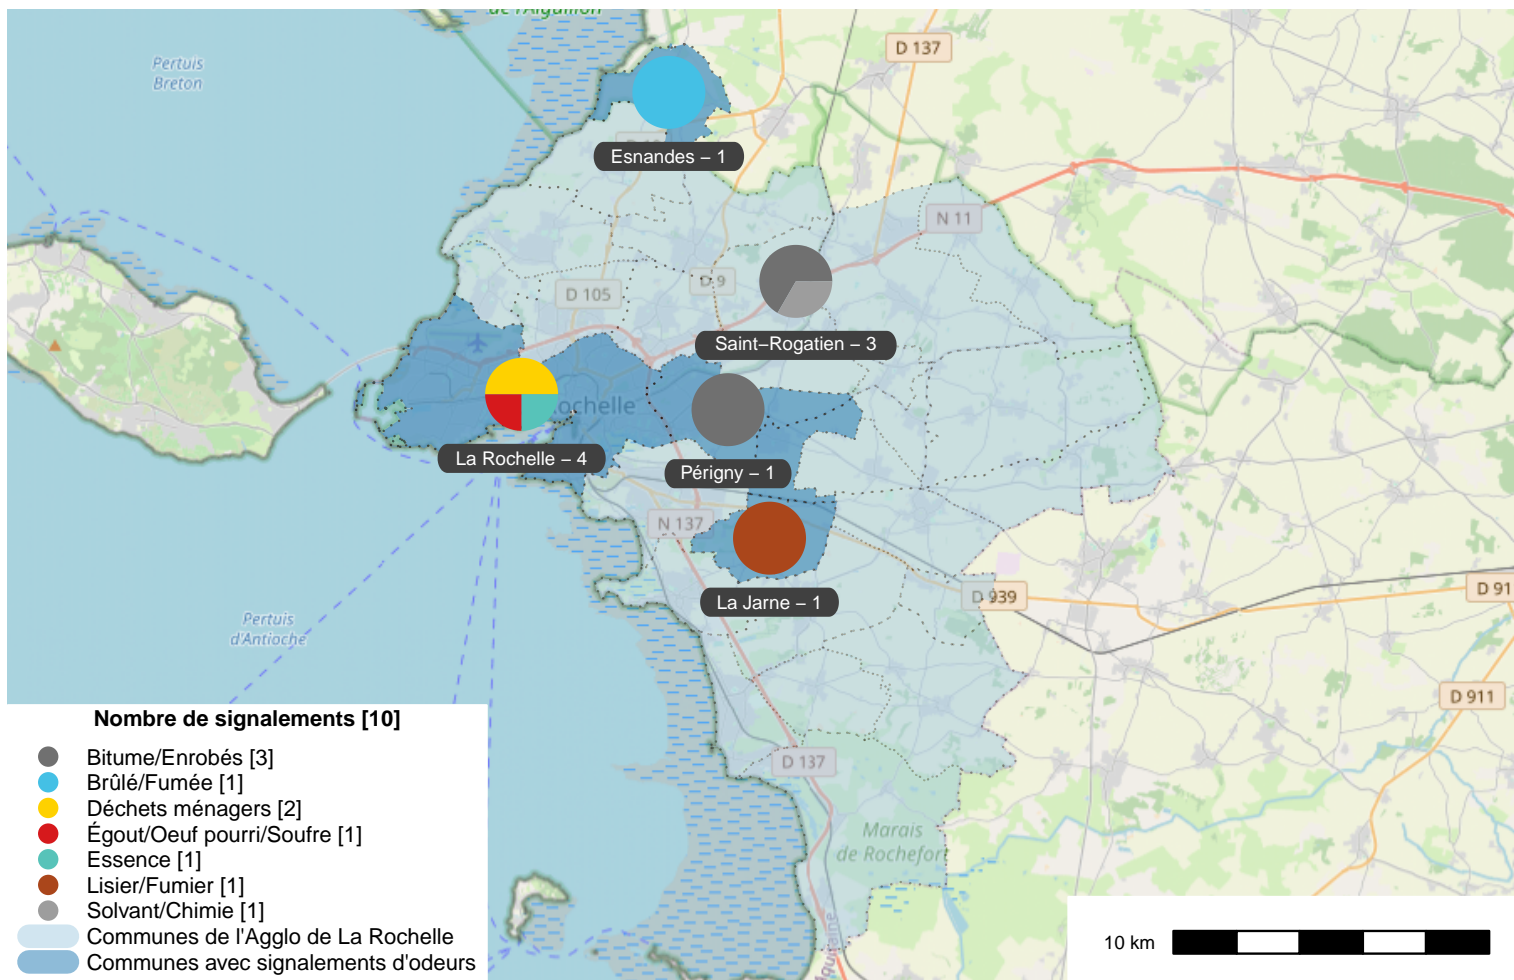 de l'Aiguillon
Pertuis
Breton
D 137
Esnandes – 1
N 11
D 9
D 105
Saint–Rogatien – 3
ochelle
La Rochelle – 4
Périgny – 1
N 137
La Jarne – 1
D 939
D 91
Pertuis
d'Antioche
D 911
D 137
Marais
de Rochefort
Aquitaine
Nombre de signalements [10]
Bitume/Enrobés [3]
Brûlé/Fumée [1]
Déchets ménagers [2]
Égout/Oeuf pourri/Soufre [1]
Essence [1]
Lisier/Fumier [1]
Solvant/Chimie [1]
Communes de l'Agglo de La Rochelle
Communes avec signalements d'odeurs
10 km